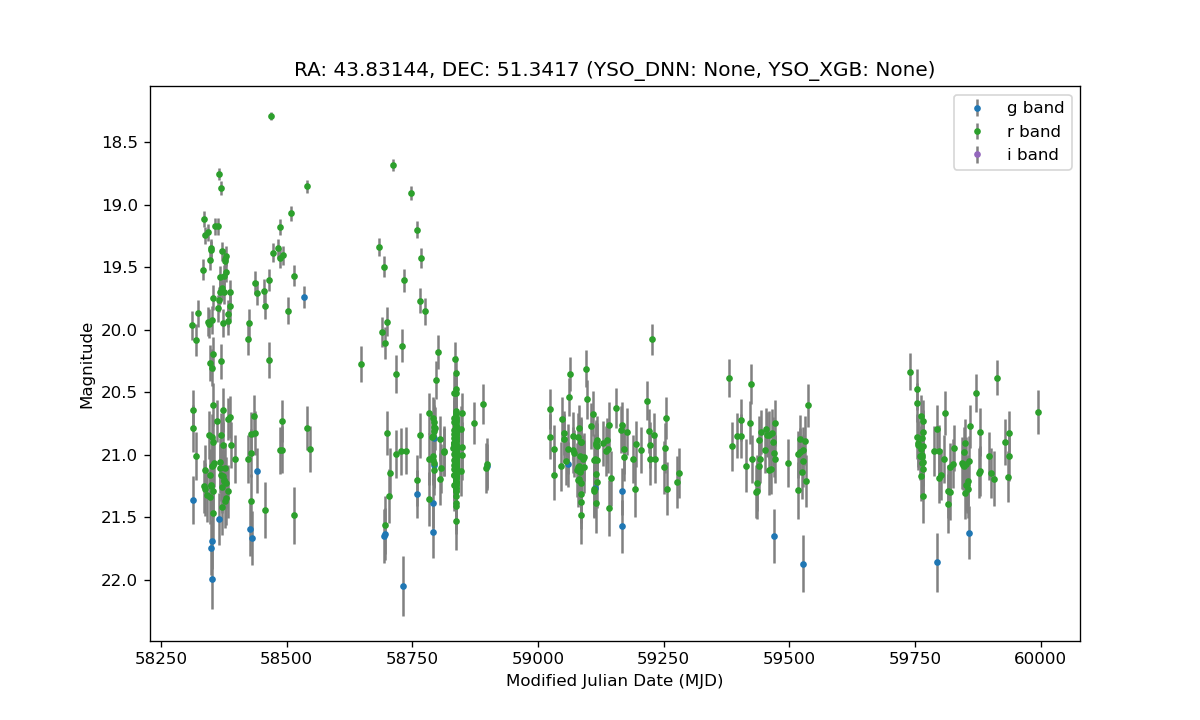 RA: 43.83144, DEC: 51.3417 (YSO_DNN: None, YSO_XGB: None)
g band
r band
i band
18.5
19.0
19.5
20.0
20.5
21.0
21.5
22.0
Magnitude
58250 58500 58750 59000 59250 59500 59750 60000
Modified Julian Date (MJD)